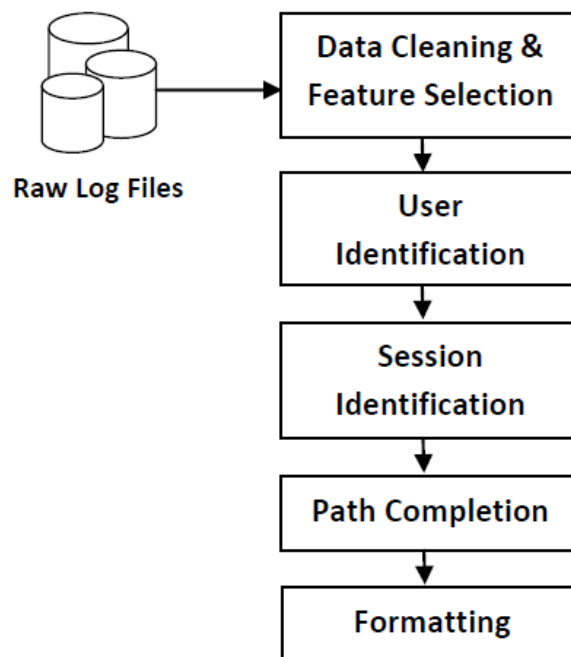 Raw Log Files
Data Cleaning &
Feature Selection
User
Identification
Session
Identification
Path Completion
Formatting